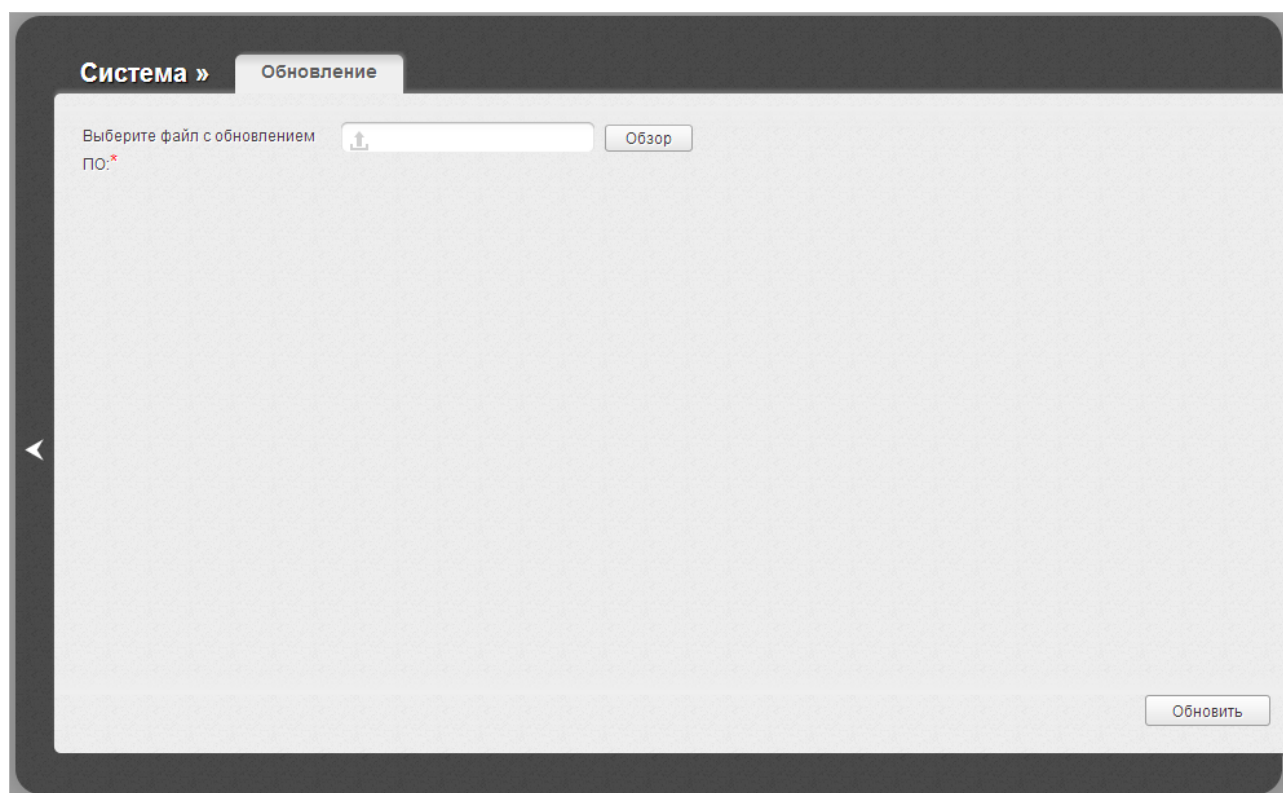 Система »
Обновление
Выберите файл с обновлением
ПО:*
Обзор
Обновить